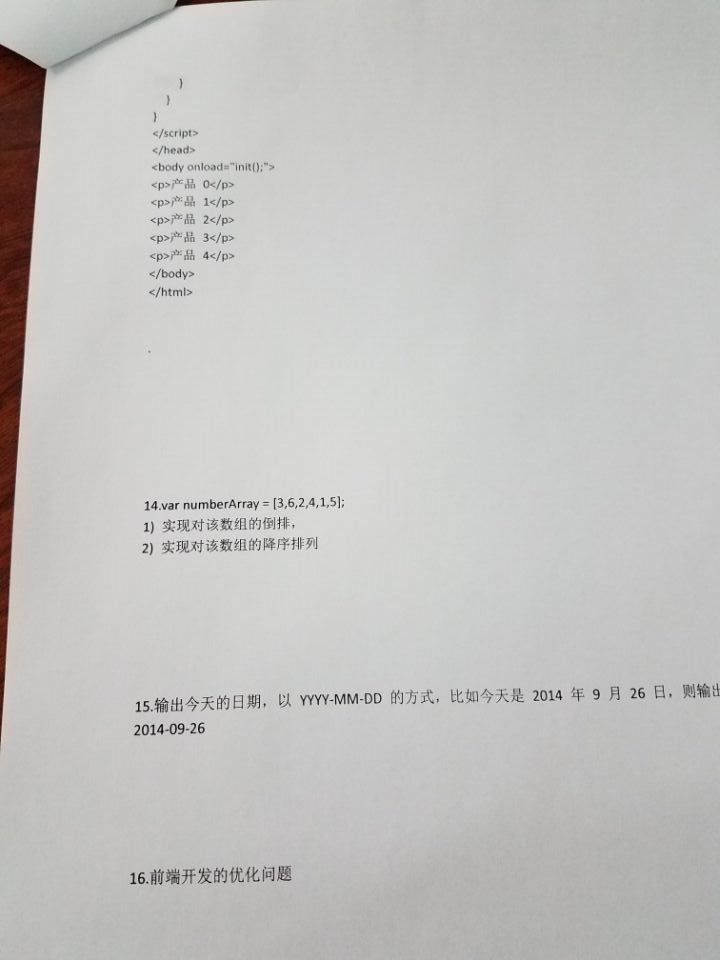 }
}
}
</script>
</head>
<body onload="init();">
<p>产品 0</p>
<p>产品 1</p>
<p>产品 2</p>
<p>产品 3</p>
<p>产品 4</p>
</body>
</html>
14.var numberArray = [3,6,2,4,1,5];
1) 实现对该数组的倒排，
2) 实现对该数组的降序排列
15.输出今天的日期，以 YYYY-MM-DD 的方式，比如今天是 2014 年 9 月 26 日，则输出
2014-09-26
16.前端开发的优化问题